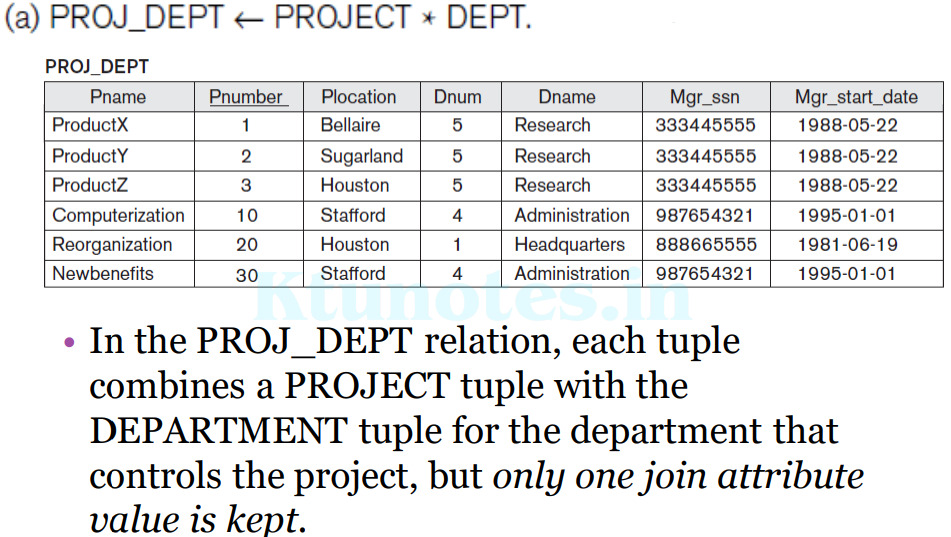 (a) PROJ_DEPT ← PROJECT * DEPT.
PROJ_DEPT
Pname Pnumber Plocation Dnum Dname Mgr_ssn Mgr_start_date
ProductX 1 Bellaire 5 Research 333445555 1988-05-22
ProductY 2 Sugarland 5 Research 333445555 1988-05-22
ProductZ 3 Houston 5 Research 333445555 1988-05-22
Computerization 10 Stafford 4 Administration 987654321 1995-01-01
Reorganization 20 Houston 1 Headquarters 888665555 1981-06-19
Newbenefits 30 Stafford 4 Administration 987654321 1995-01-01
Ktunotes.in
• In the PROJ_DEPT relation, each tuple
combines a PROJECT tuple with the
DEPARTMENT tuple for the department that
controls the project, but only one join attribute
value is kept.